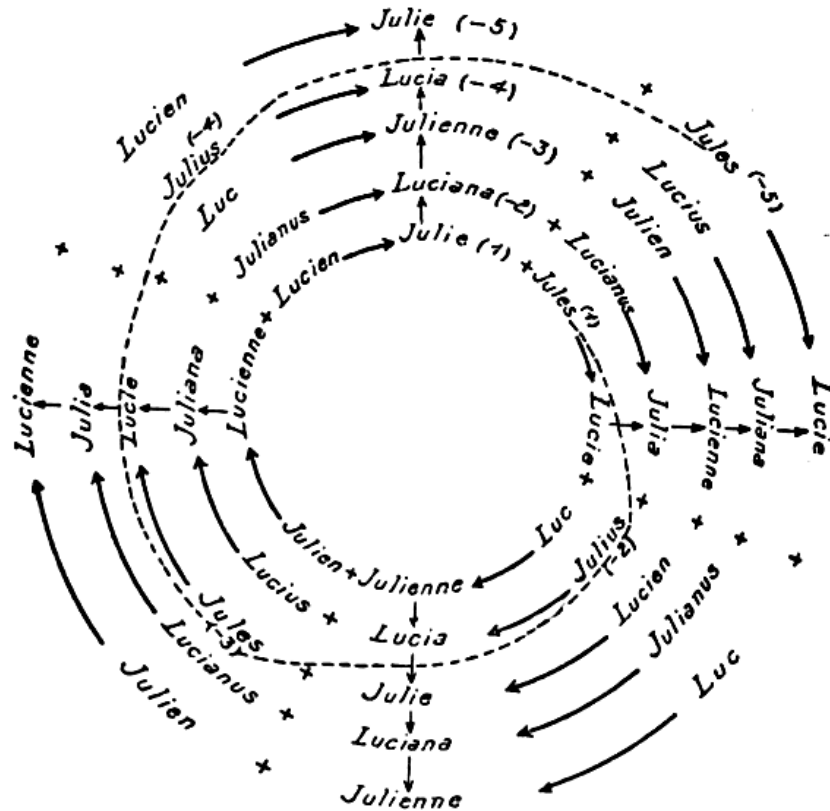 Julie (-5)
Lucien
Lucia (-4)
Julius (-4)
Julienne (-3)
Jules (-5)
Luc
Luciana (-2) + Lucianus
Julien
Lucius
Julianus
Julie (1) + Jules (1)
Lucienne + Lucien
Lucienne
Julia
Lucie
Juliana
Lucia +
Julia
Lucienne
Juliana
Lucie
Luc
Julien + Julienne
Julius (-2)
Lucius +
Lucia
Lucien
Jules (-3)
Julianus
Lucianus
Julie
Luc
Julien
Luciana
Julienne